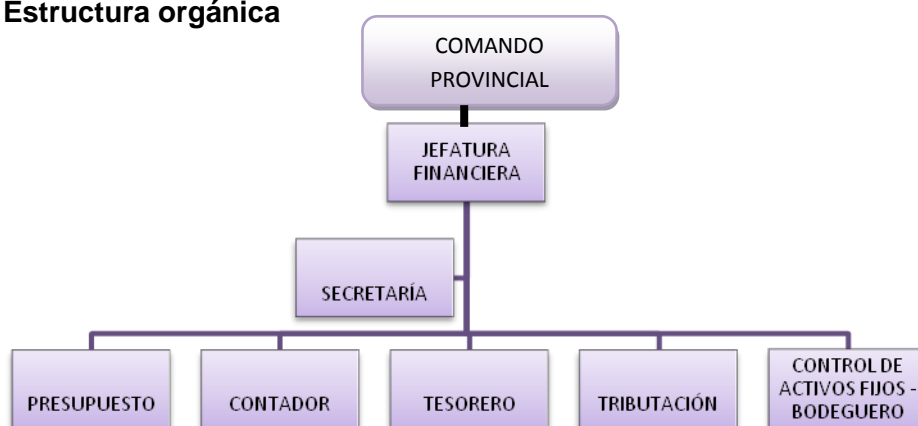 Estructura orgánica
COMANDO
PROVINCIAL
JEFATURA
FINANCIERA
SECRETARÍA
PRESUPUESTO
CONTADOR
TESORERO
TRIBUTACIÓN
CONTROL DE
ACTIVOS FIJOS -
BODEGUERO